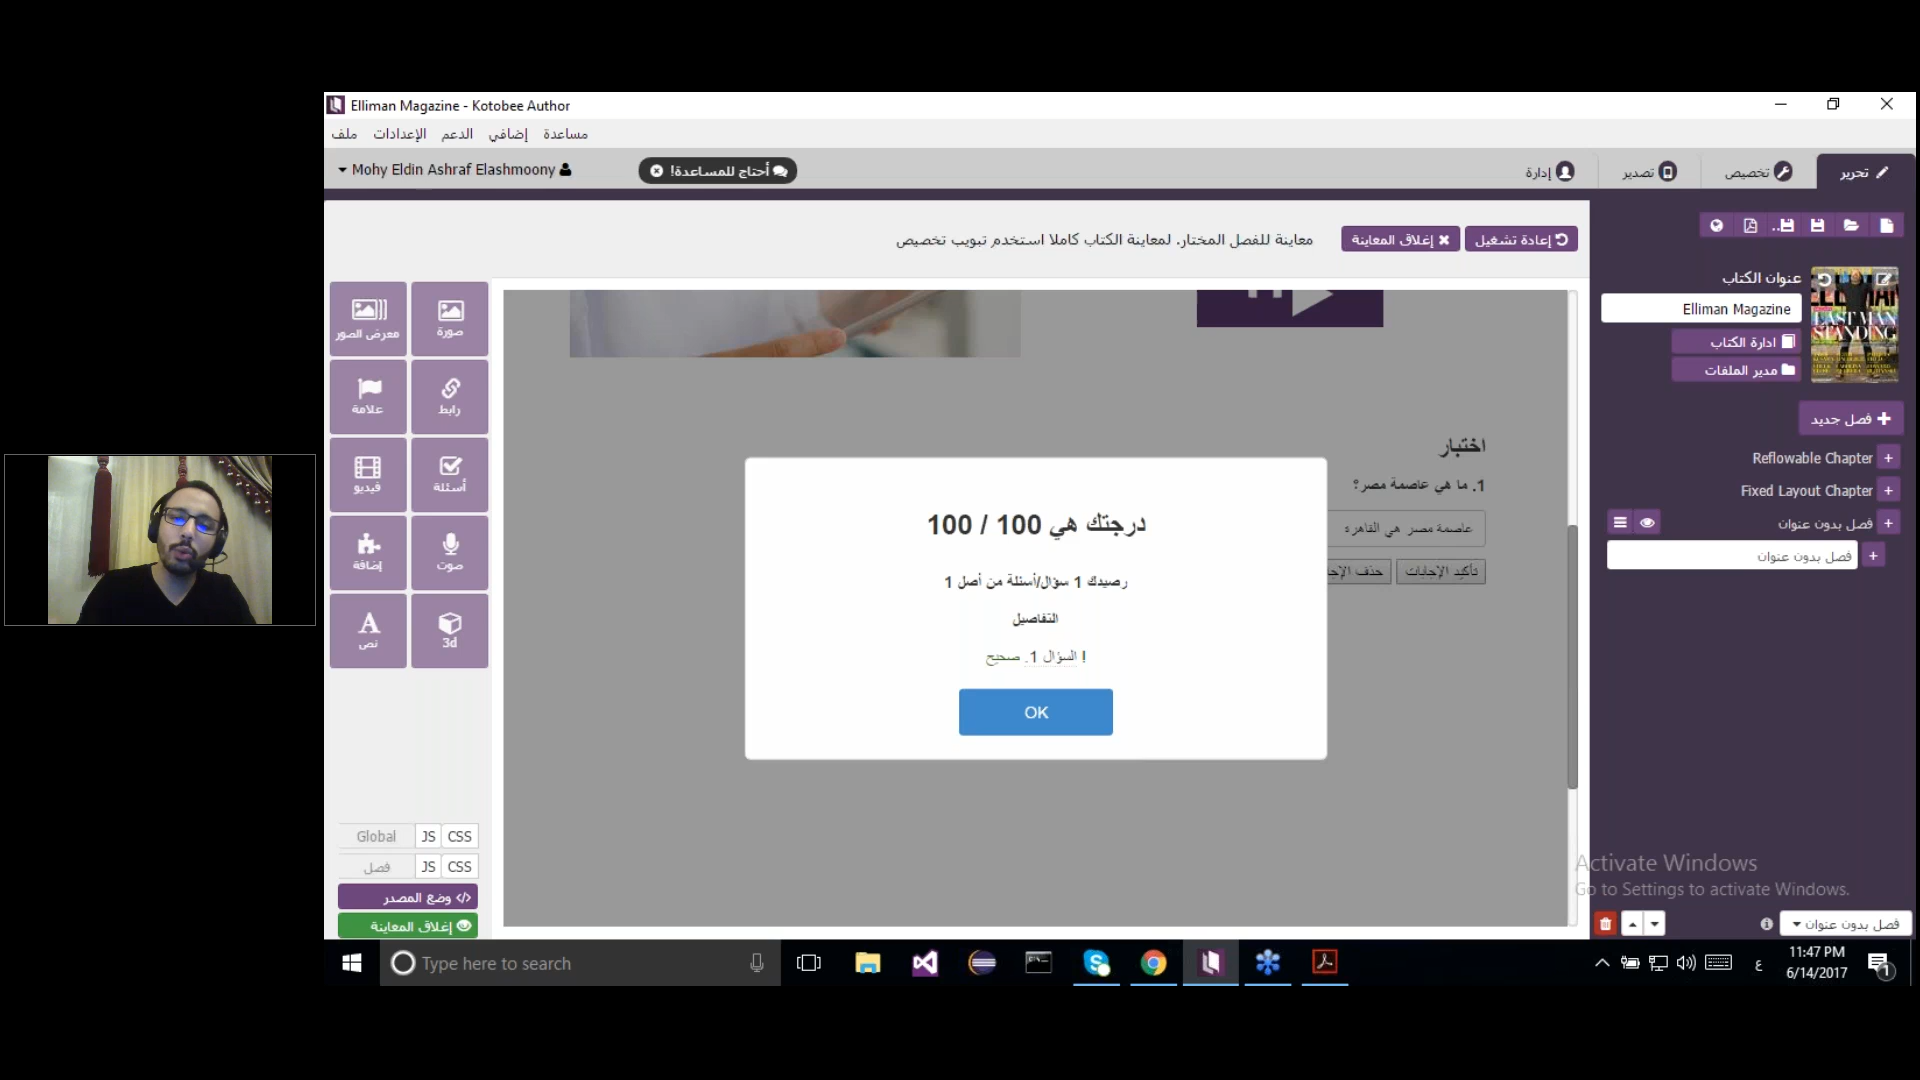 Elliman Magazine - Kotobee Author
ملف الإعدادات الدعم إضافي مساعدة
Mohy Eldin Ashraf Elashmoony
أحتاج للمساعدة!
تحرير
تخصيص
تصدير
إدارة
إعادة تشغيل
إغلاق المعاينة
معاينة للفصل المختار. لمعاينة الكتاب كاملا استخدم تبويب تخصيص
عنوان الكتاب
Elliman Magazine
ادارة الكتاب
مدير الملفات
LAST MAN
STANDING
فصل جديد
Reflowable Chapter
Fixed Layout Chapter
فصل بدون عنوان
فصل بدون عنوان
صورة
معرض الصور
رابط
علامة
أسئلة
فيديو
صوت
إضافة
3d
نص
اختبار
1. ما هي عاصمة مصر؟
عاصمة مصر هي القاهرة
تأكيد الإجابات
حذف الإجا
درجتك هي 100 / 100
رصيدك 1 سؤال/أسئلة من أصل 1
التفاصيل
السؤال 1. صحيح !
OK
Global JS CSS
فصل JS CSS
وضع المصدر
إغلاق المعاينة
Activate Windows
Go to Settings to activate Windows.
فصل بدون عنوان
Type here to search
ع
11:47 PM
6/14/2017
1